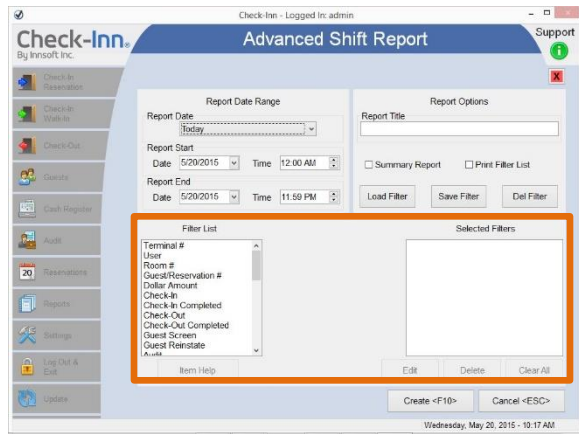 Check-Inn - Logged In: admin
Check-Inn®
By Innsoft Inc.
Advanced Shift Report
Support
X
Check-In
Reservation
Check-In
Walk-In
Check-Out
Guests
Cash Register
Audit
20
Reservations
Reports
Settings
Log Out &
Exit
Update
Report Date Range
Report Date
Today
Report Start
Date 5/20/2015 Time 12:00 AM
Report End
Date 5/20/2015 Time 11:59 PM
Report Options
Report Title
Summary Report Print Filter List
Load Filter Save Filter Del Filter
Filter List
Terminal #
User
Room #
Guest/Reservation #
Dollar Amount
Check-In
Check-In Completed
Check-Out
Check-Out Completed
Guest Screen
Guest Reinstate
Audit
Item Help
Selected Filters
Edit Delete Clear All
Create <F10> Cancel <ESC>
Wednesday, May 20, 2015 - 10:17 AM